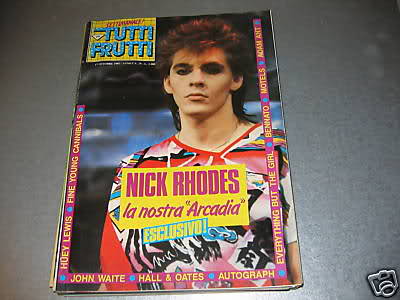 SETTIMANALE
TUTTI
FRUTTI
NICK RHODES
la nostra "Arcadia"
ESCLUSIVO!
HUEY LEWIS • FINE YOUNG CANNIBALS
JOHN WAITE • HALL & OATES • AUTOGRAPH
EVERYTHING BUT THE GIRL • BENNATO • MOTELS • ADAM ANT